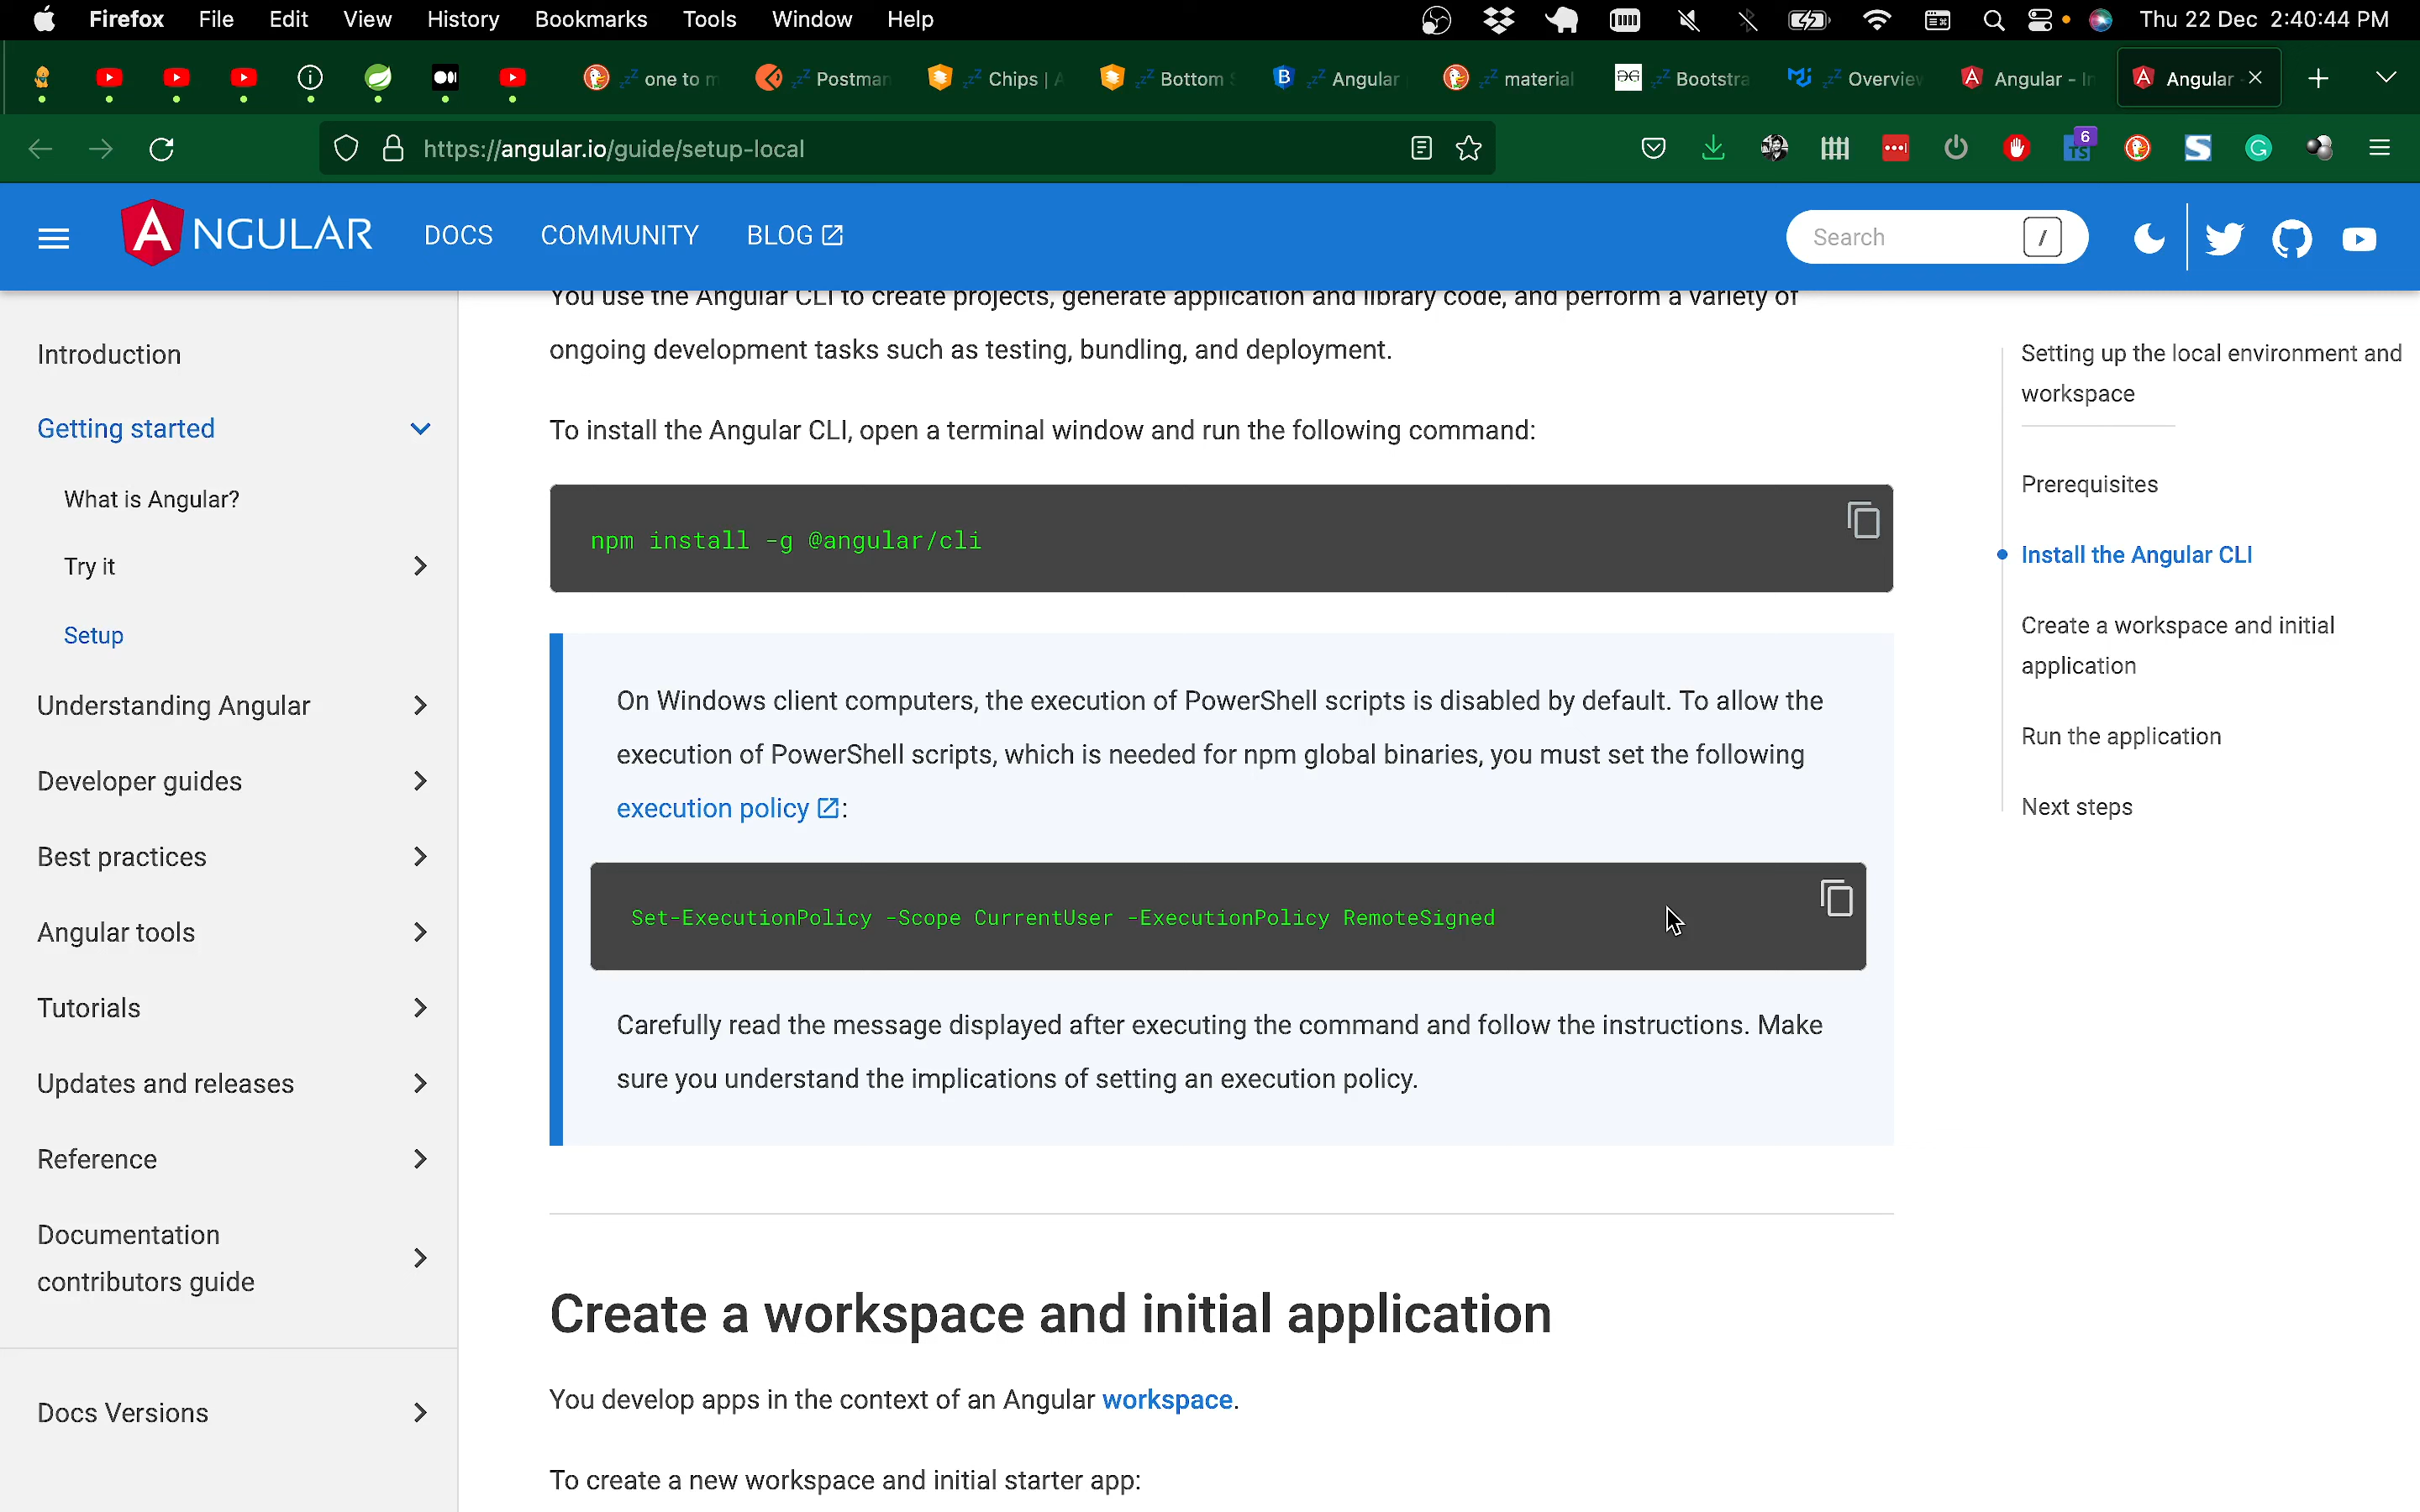 Firefox File Edit View History Bookmarks Tools Window Help Thu 22 Dec 2:40:44 PM
one to m Postman Chips | A Bottom S Angular material Bootstra Overview Angular - In Angular
https://angular.io/guide/setup-local
6
TS
ANGULAR DOCS COMMUNITY BLOG Search /
Introduction
Getting started
What is Angular?
Try it
Setup
Understanding Angular
Developer guides
Best practices
Angular tools
Tutorials
Updates and releases
Reference
Documentation
contributors guide
Docs Versions
You use the Angular CLI to create projects, generate application and library code, and perform a variety of
ongoing development tasks such as testing, bundling, and deployment.
To install the Angular CLI, open a terminal window and run the following command:
npm install -g @angular/cli
On Windows client computers, the execution of PowerShell scripts is disabled by default. To allow the
execution of PowerShell scripts, which is needed for npm global binaries, you must set the following
execution policy:
Set-ExecutionPolicy -Scope CurrentUser -ExecutionPolicy RemoteSigned
Carefully read the message displayed after executing the command and follow the instructions. Make
sure you understand the implications of setting an execution policy.
Create a workspace and initial application
You develop apps in the context of an Angular workspace.
To create a new workspace and initial starter app:
Setting up the local environment and
workspace
Prerequisites
Install the Angular CLI
Create a workspace and initial
application
Run the application
Next steps